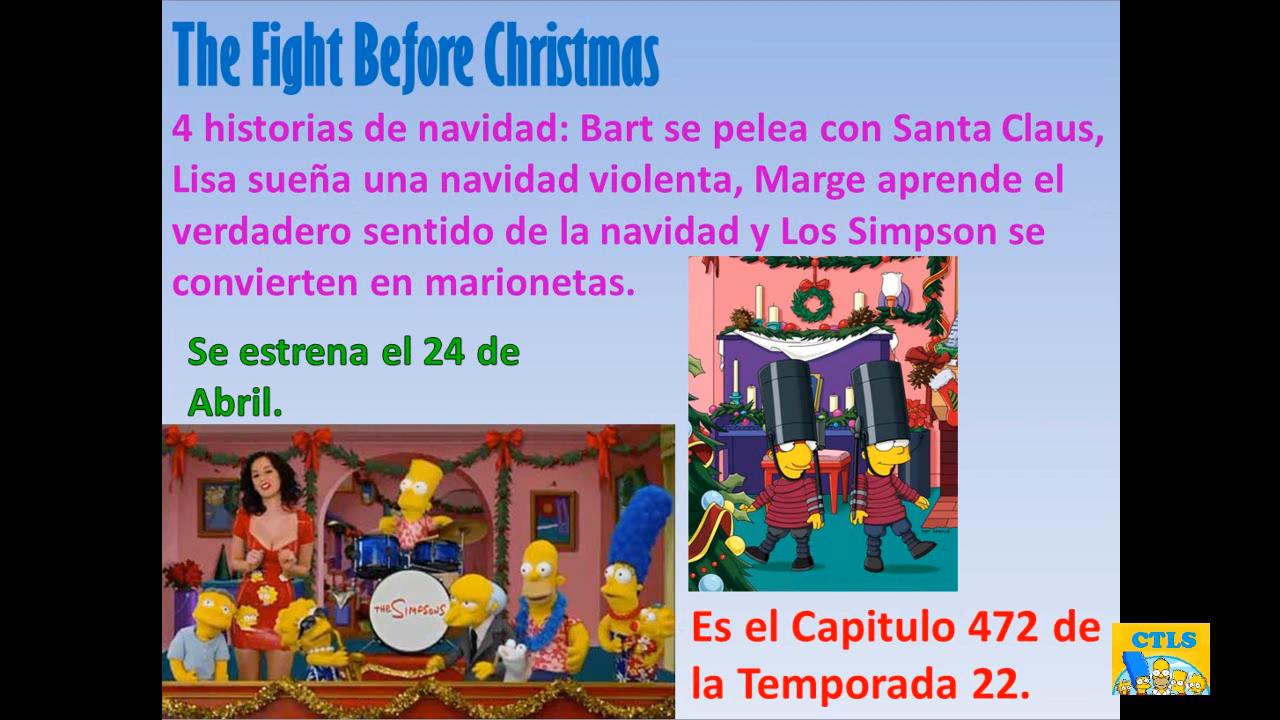 The Fight Before Christmas
4 historias de navidad: Bart se pelea con Santa Claus,
Lisa sueña una navidad violenta, Marge aprende el
verdadero sentido de la navidad y Los Simpson se
convierten en marionetas.
Se estrena el 24 de
Abril.
THE SIMPSONS
Es el Capitulo 472 de
la Temporada 22.
CTLS